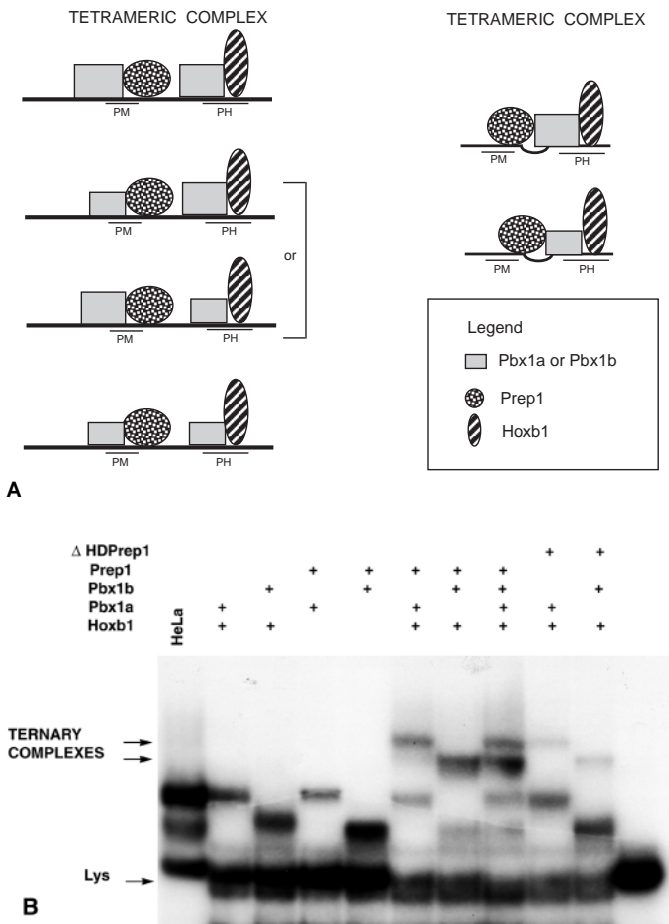 TETRAMERIC COMPLEX
PM PH
PM PH
or
PM PH
PM PH
TETRAMERIC COMPLEX
PM PH
PM PH
Legend
Pbx1a or Pbx1b
Prep1
Hoxb1
A
Δ HDPrep1 + +
Prep1 + + + + +
Pbx1b + + + + +
Pbx1a + + + + +
Hoxb1 + + + + + + +
HeLa
TERNARY
COMPLEXES
Lys
B